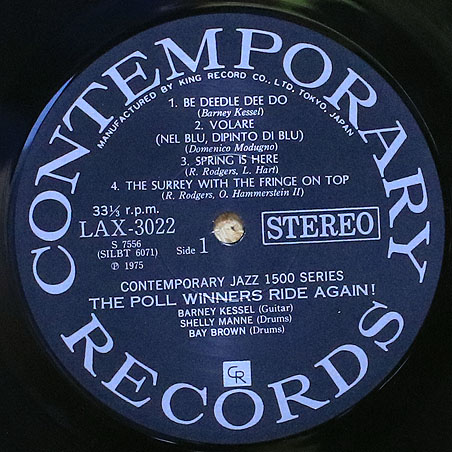 CONTEMPORARY RECORDS
MANUFACTURED BY KING RECORD CO., LTD. TOKYO, JAPAN
1. BE DEEDLE DEE DO
(Barney Kessel)
2. VOLARE
(NEL BLU, DIPINTO DI BLU)
(Domenico Modugno)
3. SPRING IS HERE
(R. Rodgers, L. Hart)
4. THE SURREY WITH THE FRINGE ON TOP
(R. Rodgers, O. Hammerstein II)
33⅓ r.p.m.
LAX-3022
STEREO
S 7556
(SILBT 6071)
Side 1
℗ 1975
CONTEMPORARY JAZZ 1500 SERIES
THE POLL WINNERS RIDE AGAIN!
BARNEY KESSEL (Guitar)
SHELLY MANNE (Drums)
BAY BROWN (Drums)
CR